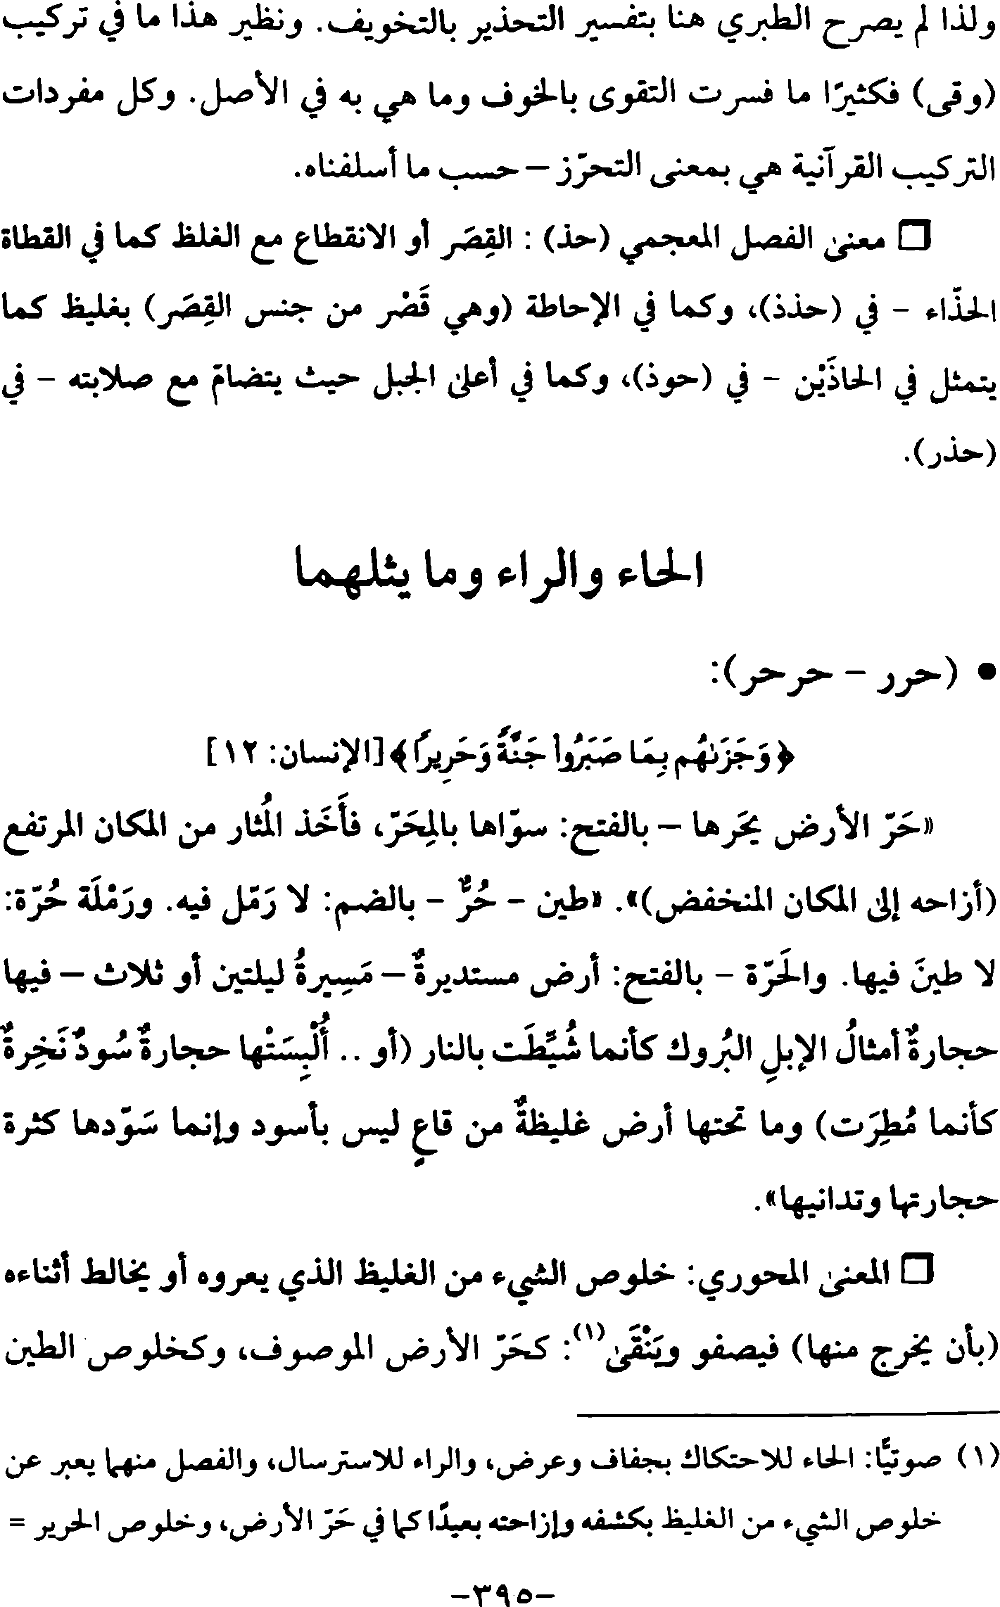 ولذا لم يصرح الطبري هنا بتفسير التحذير بالتخويف. ونظير هذا ما في تركيب
(وقى) فكثيرًا ما فسرت التقوى بالخوف وما هي به في الأصل. وكل مفردات
التركيب القرآنية هي بمعنى التحرّز – حسب ما أسلفناه.
❒ معنى الفصل المعجمي (حذ) : القِصَر أو الانقطاع مع الغلظ كما في القطاة
الحذّاء – في (حذذ)، وكما في الإحاطة (وهي قَصْر من جنس القِصَر) بغليظ كما
يتمثل في الحاذَيْن – في (حوذ)، وكما في أعلى الجبل حيث يتضامّ مع صلابته – في
(حذر).
الحاء والراء وما يثلهما
• (حرر – حرحر):
﴿وَجَزَىٰهُم بِمَا صَبَرُوا۟ جَنَّةً وَحَرِيرًا﴾ [الإنسان: ١٢]
«حَرّ الأرض يحَرها – بالفتح: سوّاها بالمِحَرّ، فأَخَذ المُثار من المكان المرتفع
(أزاحه إلى المكان المنخفض)». «طين – حُرٌّ – بالضم: لا رَمّل فيه. ورَمْلَة حُرّة:
لا طينَ فيها. والحَرّة – بالفتح: أرض مستديرةٌ – مَسِيرةُ ليلتين أو ثلاث – فيها
حجارةٌ أمثالُ الإبلِ البُروك كأنما شُيِّطَت بالنار (أو .. أُلْبِسَتْها حجارةٌ سُودٌ نَخِرةٌ
كأنما مُطِرَت) وما تحتها أرض غليظةٌ من قاعٍ ليس بأسود وإنما سَوّدها كثرة
حجارتها وتدانيها».
❒ المعنى المحوري: خلوص الشيء من الغليظ الذي يعروه أو يخالط أثناءه
(بأن يخرج منها) فيصفو ويَنْقَىٰ(١): كحَرّ الأرض الموصوف، وكخلوص الطين
(١) صوتيًّا: الحاء للاحتكاك بجفاف وعرض، والراء للاسترسال، والفصل منهما يعبر عن
خلوص الشيء من الغليظ بكشفه وإزاحته بعيدًا كما في حَرّ الأرض، وخلوص الحرير =
-٣٩٥-